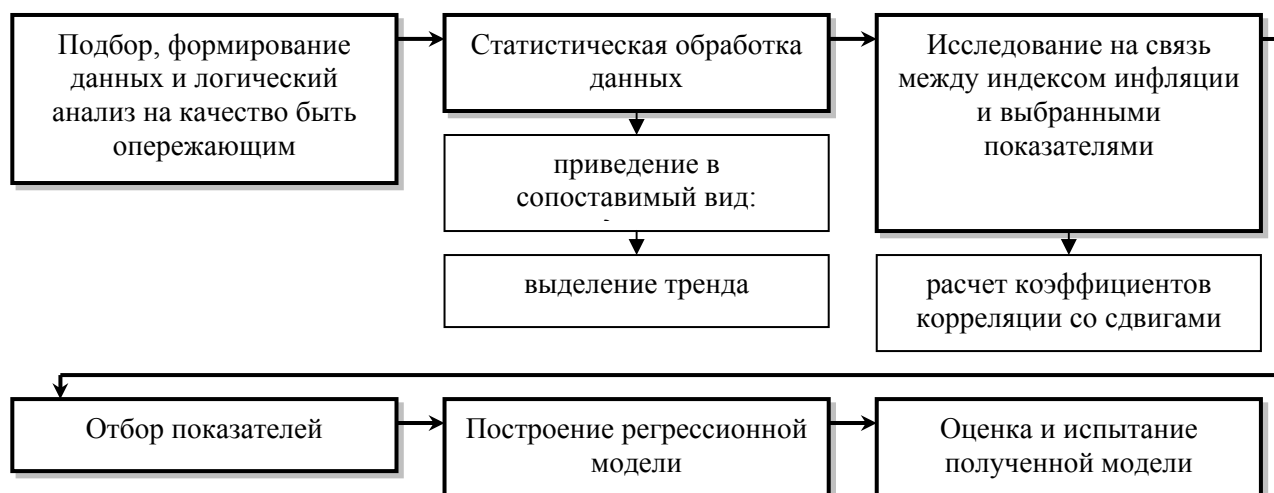 Подбор, формирование
данных и логический
анализ на качество быть
опережающим
Статистическая обработка
данных
приведение в
сопоставимый вид:
выделение тренда
Исследование на связь
между индексом инфляции
и выбранными
показателями
расчет коэффициентов
корреляции со сдвигами
Отбор показателей
Построение регрессионной
модели
Оценка и испытание
полученной модели